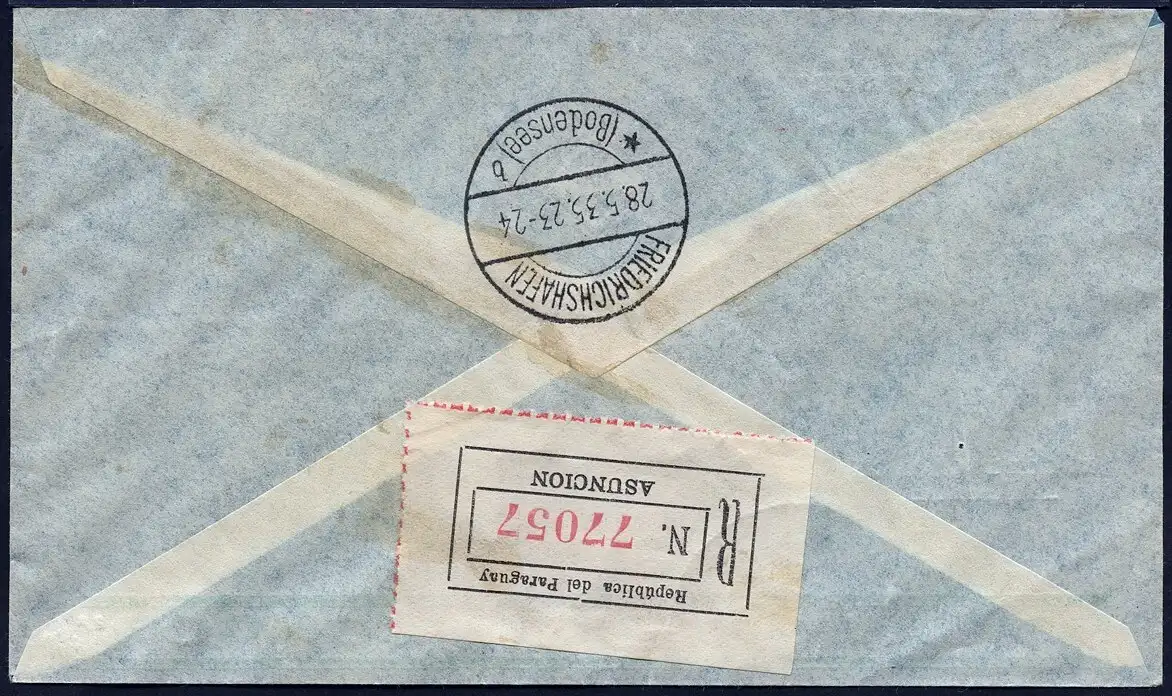 FRIEDRICHSHAFEN
28.5.35.23-24
★ (Bodensee) b
República del Paraguay
R N. 77057
ASUNCION